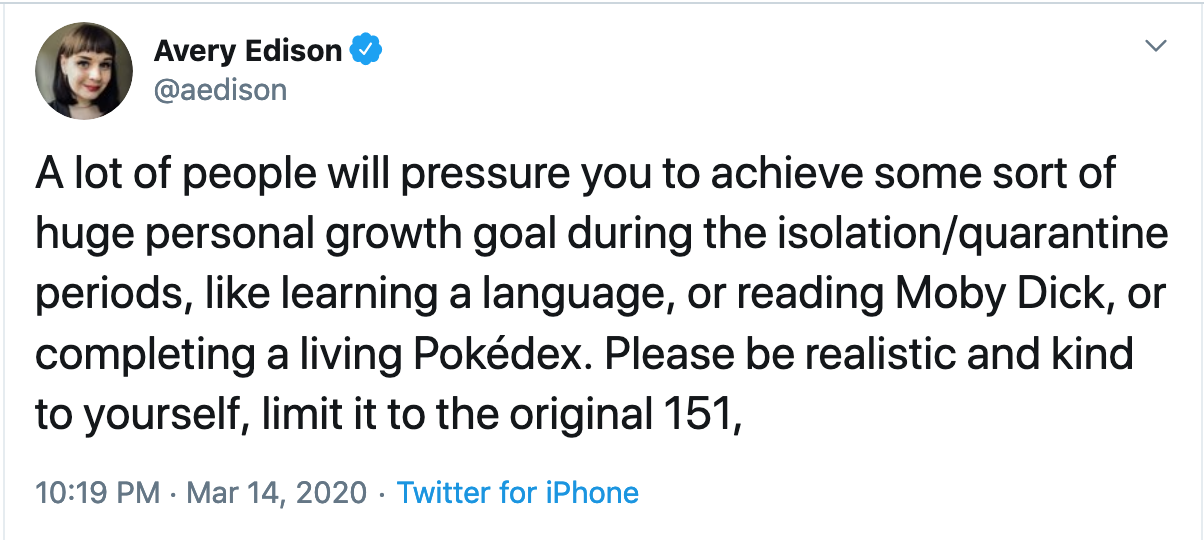 Avery Edison
@aedison
A lot of people will pressure you to achieve some sort of
huge personal growth goal during the isolation/quarantine
periods, like learning a language, or reading Moby Dick, or
completing a living Pokédex. Please be realistic and kind
to yourself, limit it to the original 151,
10:19 PM · Mar 14, 2020 · Twitter for iPhone